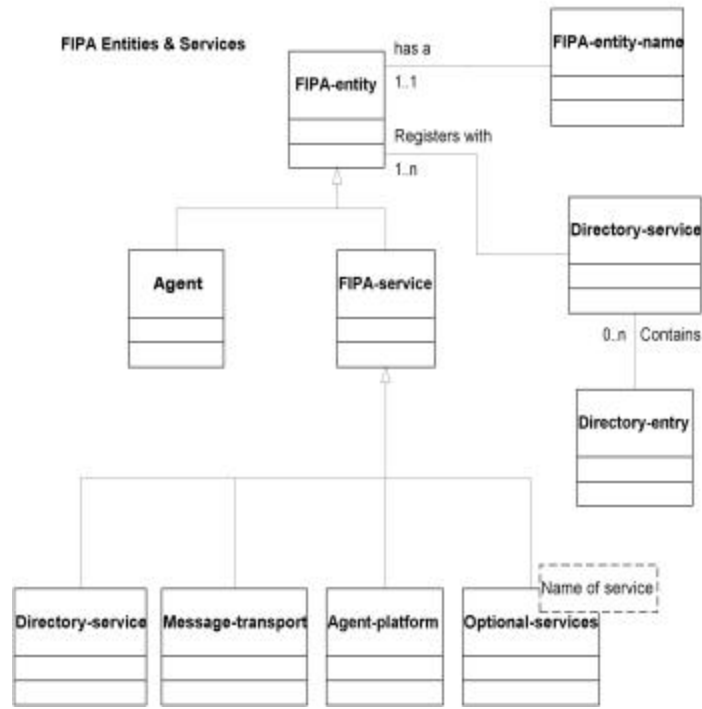 FIPA Entities & Services
has a
FIPA-entity-name
FIPA-entity
1..1
Registers with
1..n
Directory-service
Agent
FIPA-service
0..n Contains
Directory-entry
Name of service
Directory-service
Message-transport
Agent-platform
Optional-services